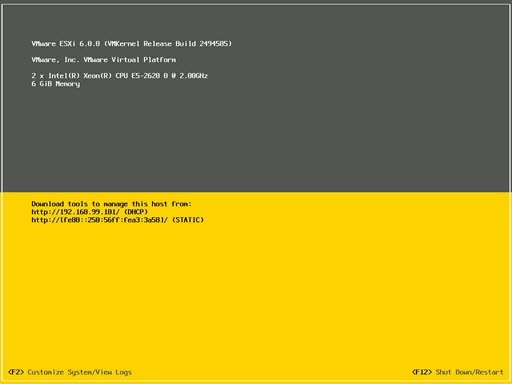 VMware ESXi 6.0.0 (VMKernel Release Build 2494585)
VMware, Inc. VMware Virtual Platform
2 x Intel(R) Xeon(R) CPU E5-2620 0 @ 2.00GHz
6 GiB Memory
Download tools to manage this host from:
http://192.168.99.101/ (DHCP)
http://[fe80::250:56ff:fea3:3a58]/ (STATIC)
<F2> Customize System/View Logs
<F12> Shut Down/Restart